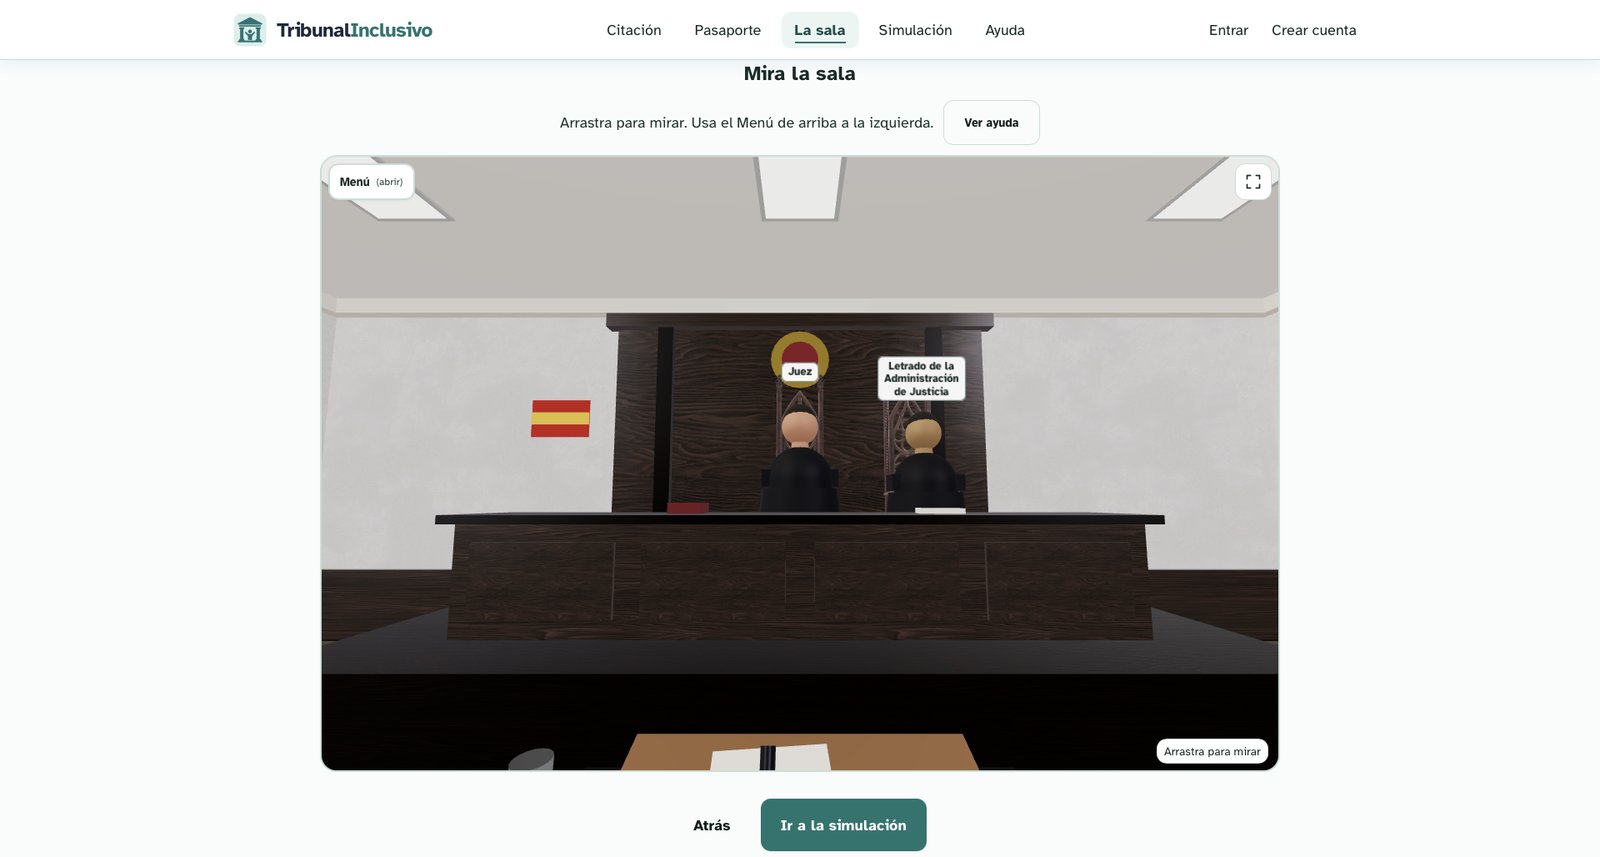 TribunalInclusivo
Citación
Pasaporte
La sala
Simulación
Ayuda
Entrar
Crear cuenta
Mira la sala
Arrastra para mirar. Usa el Menú de arriba a la izquierda.
Ver ayuda
Menú (abrir)
Juez
Letrado de la
Administración
de Justicia
Arrastra para mirar
Atrás
Ir a la simulación